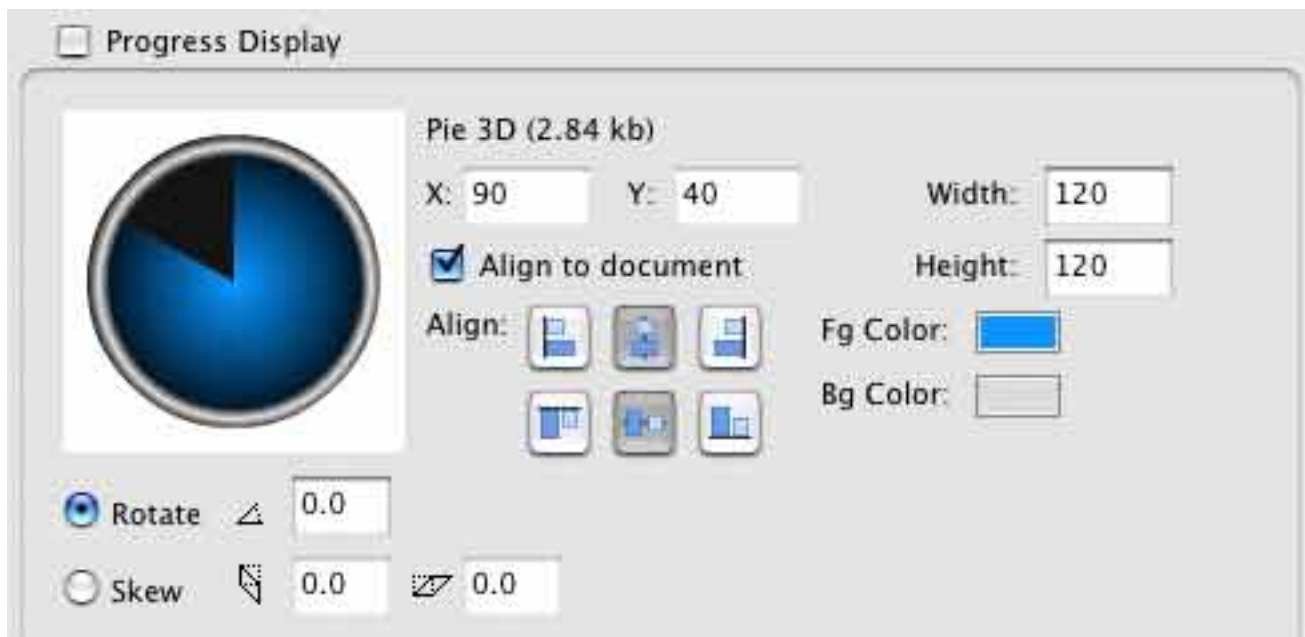 Progress Display
Pie 3D (2.84 kb)
X: 90 Y: 40 Width: 120
Align to document Height: 120
Align: Fg Color:
Bg Color:
Rotate 0.0
Skew 0.0 0.0